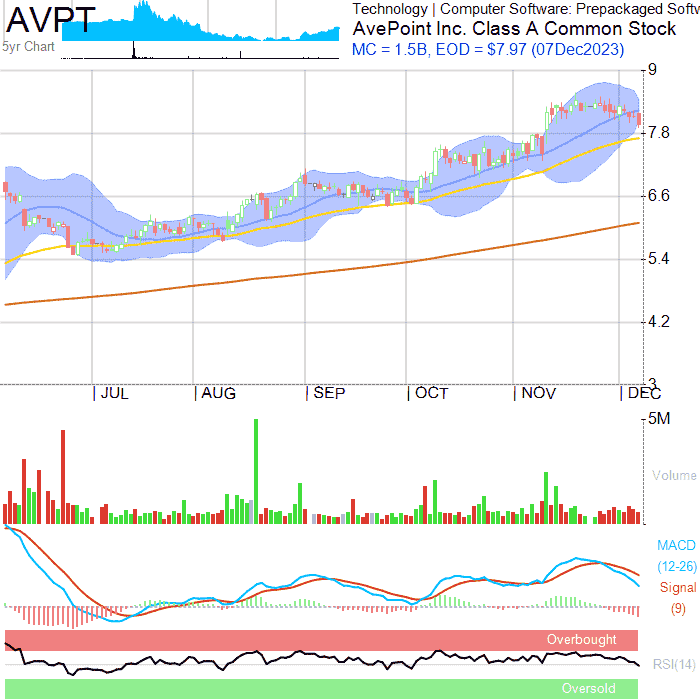 AVPT
5yr Chart
Technology | Computer Software: Prepackaged Softw
AvePoint Inc. Class A Common Stock
MC = 1.5B, EOD = $7.97 (07Dec2023)
9
7.8
6.6
5.4
4.2
3
| JUL | AUG | SEP | OCT | NOV | DEC
5M
Volume
MACD
(12-26)
Signal
(9)
Overbought
RSI(14)
Oversold